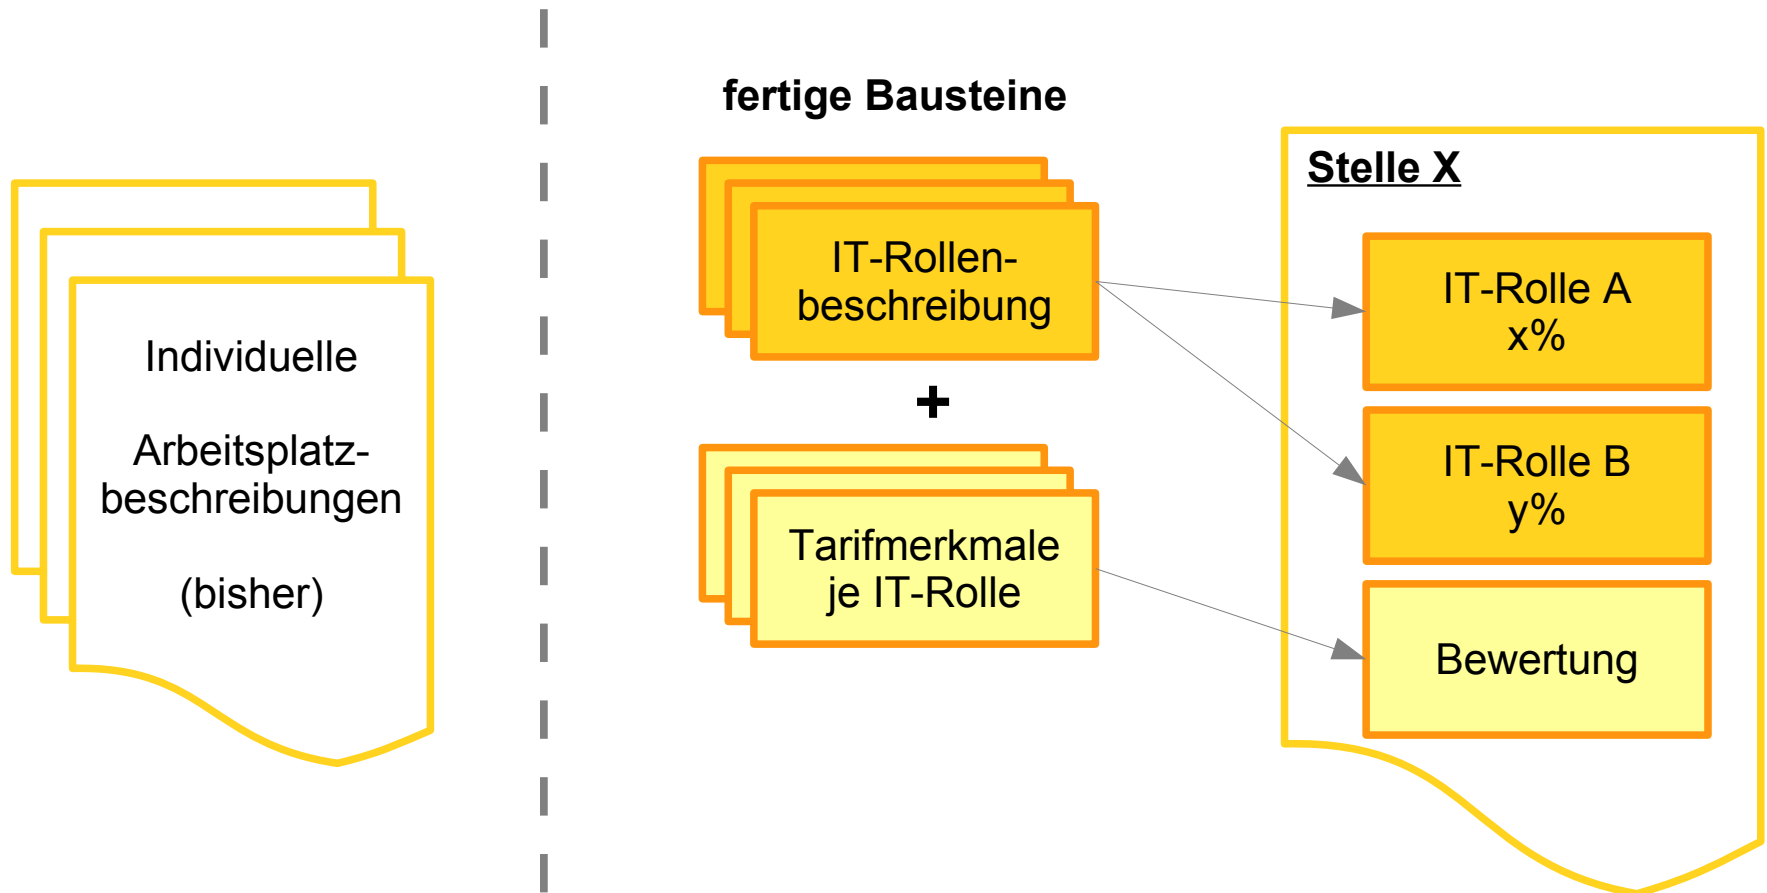 Individuelle
Arbeitsplatz-
beschreibungen
(bisher)
fertige Bausteine
IT-Rollen-
beschreibung
+
Tarifmerkmale
je IT-Rolle
Stelle X
IT-Rolle A
x%
IT-Rolle B
y%
Bewertung